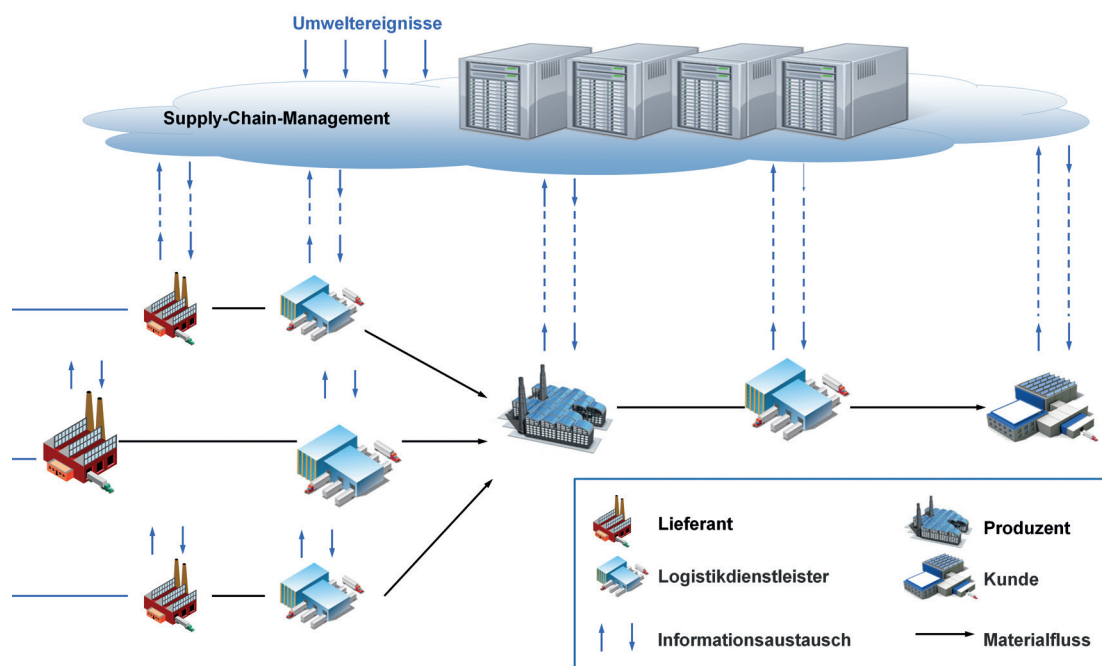 Umweltereignisse
Supply-Chain-Management
Lieferant
Produzent
Logistikdienstleister
Kunde
Informationsaustausch
Materialfluss